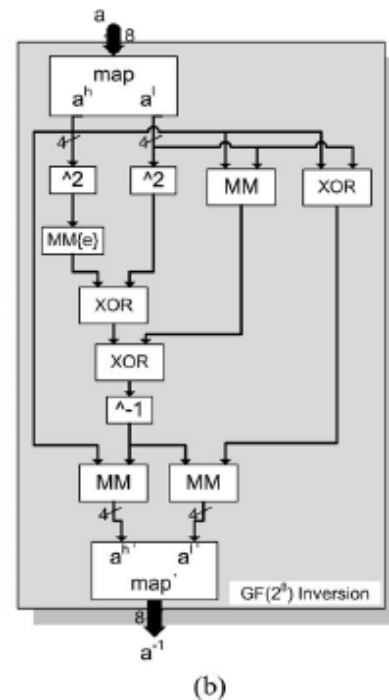 a
8
map
a^h a^l
4 4
^2 ^2 MM XOR
MM{e}
XOR
XOR
^-1
MM MM
4 4
a^h' a^l'
map'
GF(2^8) Inversion
8
a^-1
(b)